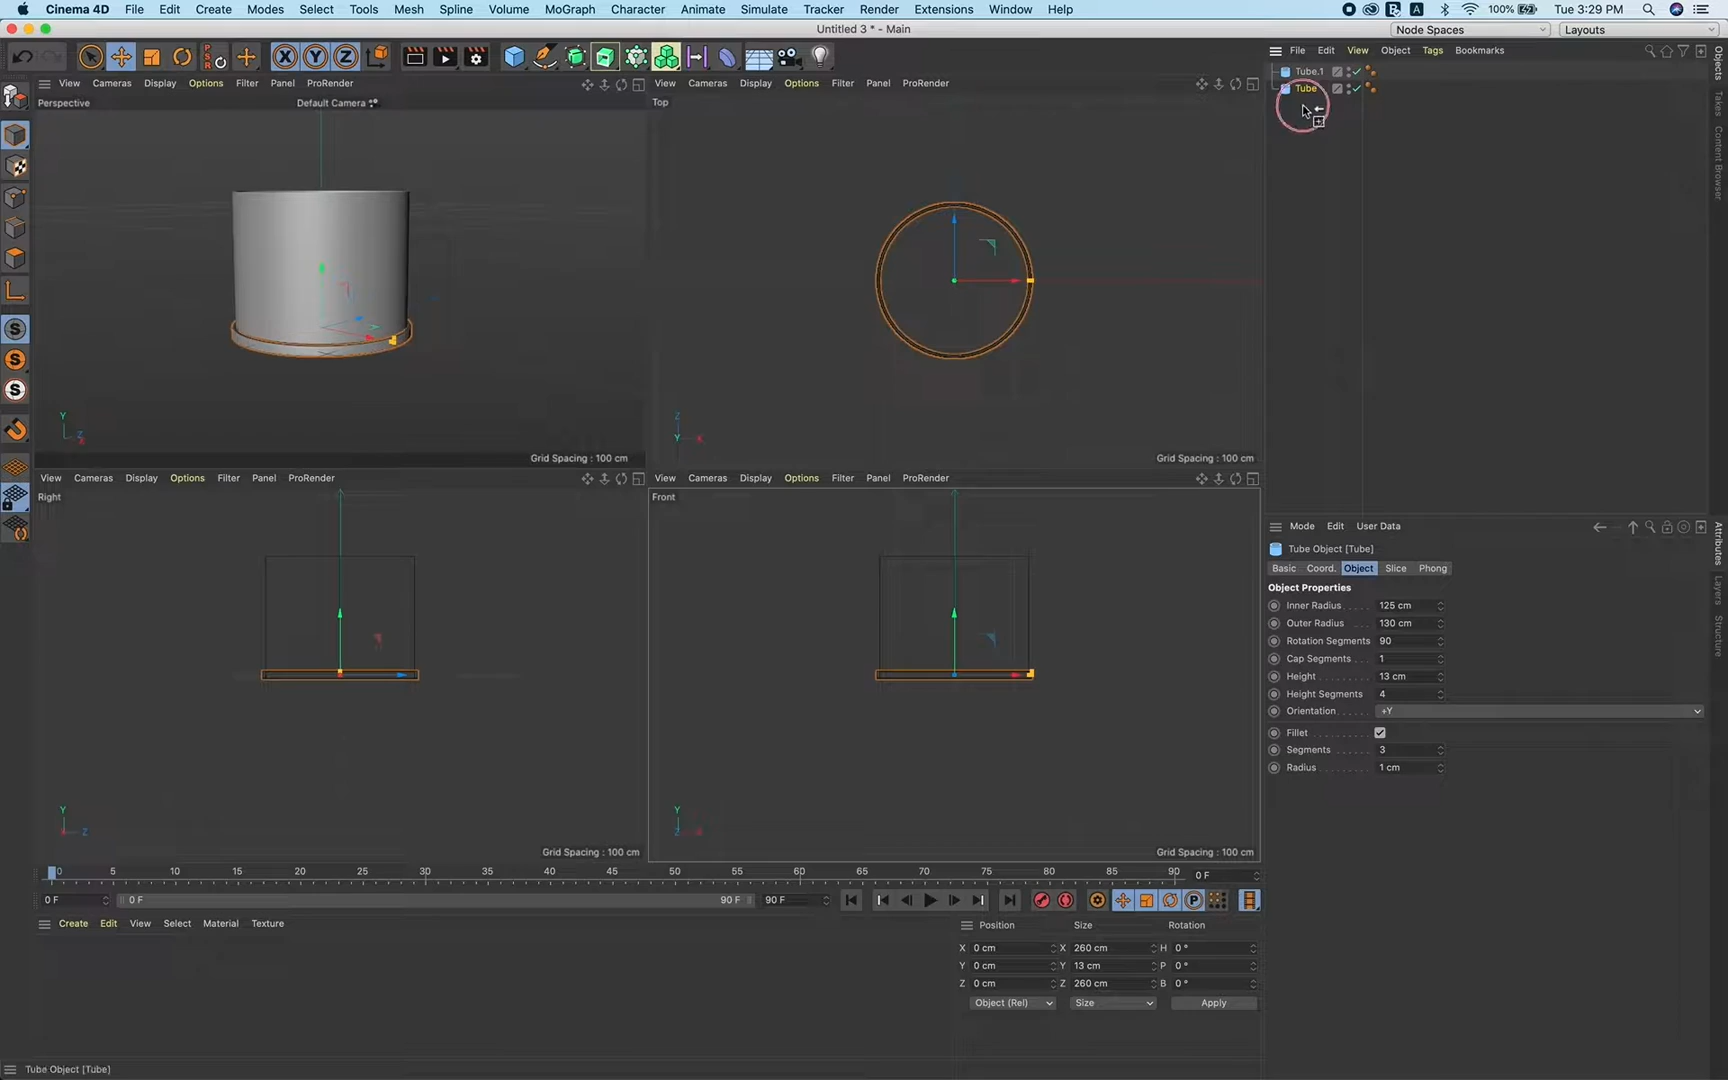 Cinema 4D File Edit Create Modes Select Tools Mesh Spline Volume MoGraph Character Animate Simulate Tracker Render Extensions Window Help 100% Tue 3:29 PM
Untitled 3 * - Main
Node Spaces Layouts
File Edit View Object Tags Bookmarks
View Cameras Display Options Filter Panel ProRender
View Cameras Display Options Filter Panel ProRender
Perspective Default Camera
Top
Tube.1
Tube
Objects
Takes
Content Browser
Y
Z
X
Z
Y
X
Grid Spacing : 100 cm
Grid Spacing : 100 cm
View Cameras Display Options Filter Panel ProRender
View Cameras Display Options Filter Panel ProRender
Right
Front
Y
Z
Y
X
Grid Spacing : 100 cm
Grid Spacing : 100 cm
Mode Edit User Data
Tube Object [Tube]
Basic Coord. Object Slice Phong
Object Properties
Inner Radius 125 cm
Outer Radius 130 cm
Rotation Segments 90
Cap Segments 1
Height 13 cm
Height Segments 4
Orientation +Y
Fillet
Segments 3
Radius 1 cm
Attributes
Layers
Structure
0 5 10 15 20 25 30 35 40 45 50 55 60 65 70 75 80 85 90 0 F
0 F 0 F 90 F 90 F
Create Edit View Select Material Texture
Position Size Rotation
X 0 cm X 260 cm H 0 °
Y 0 cm Y 13 cm P 0 °
Z 0 cm Z 260 cm B 0 °
Object (Rel) Size Apply
Tube Object [Tube]